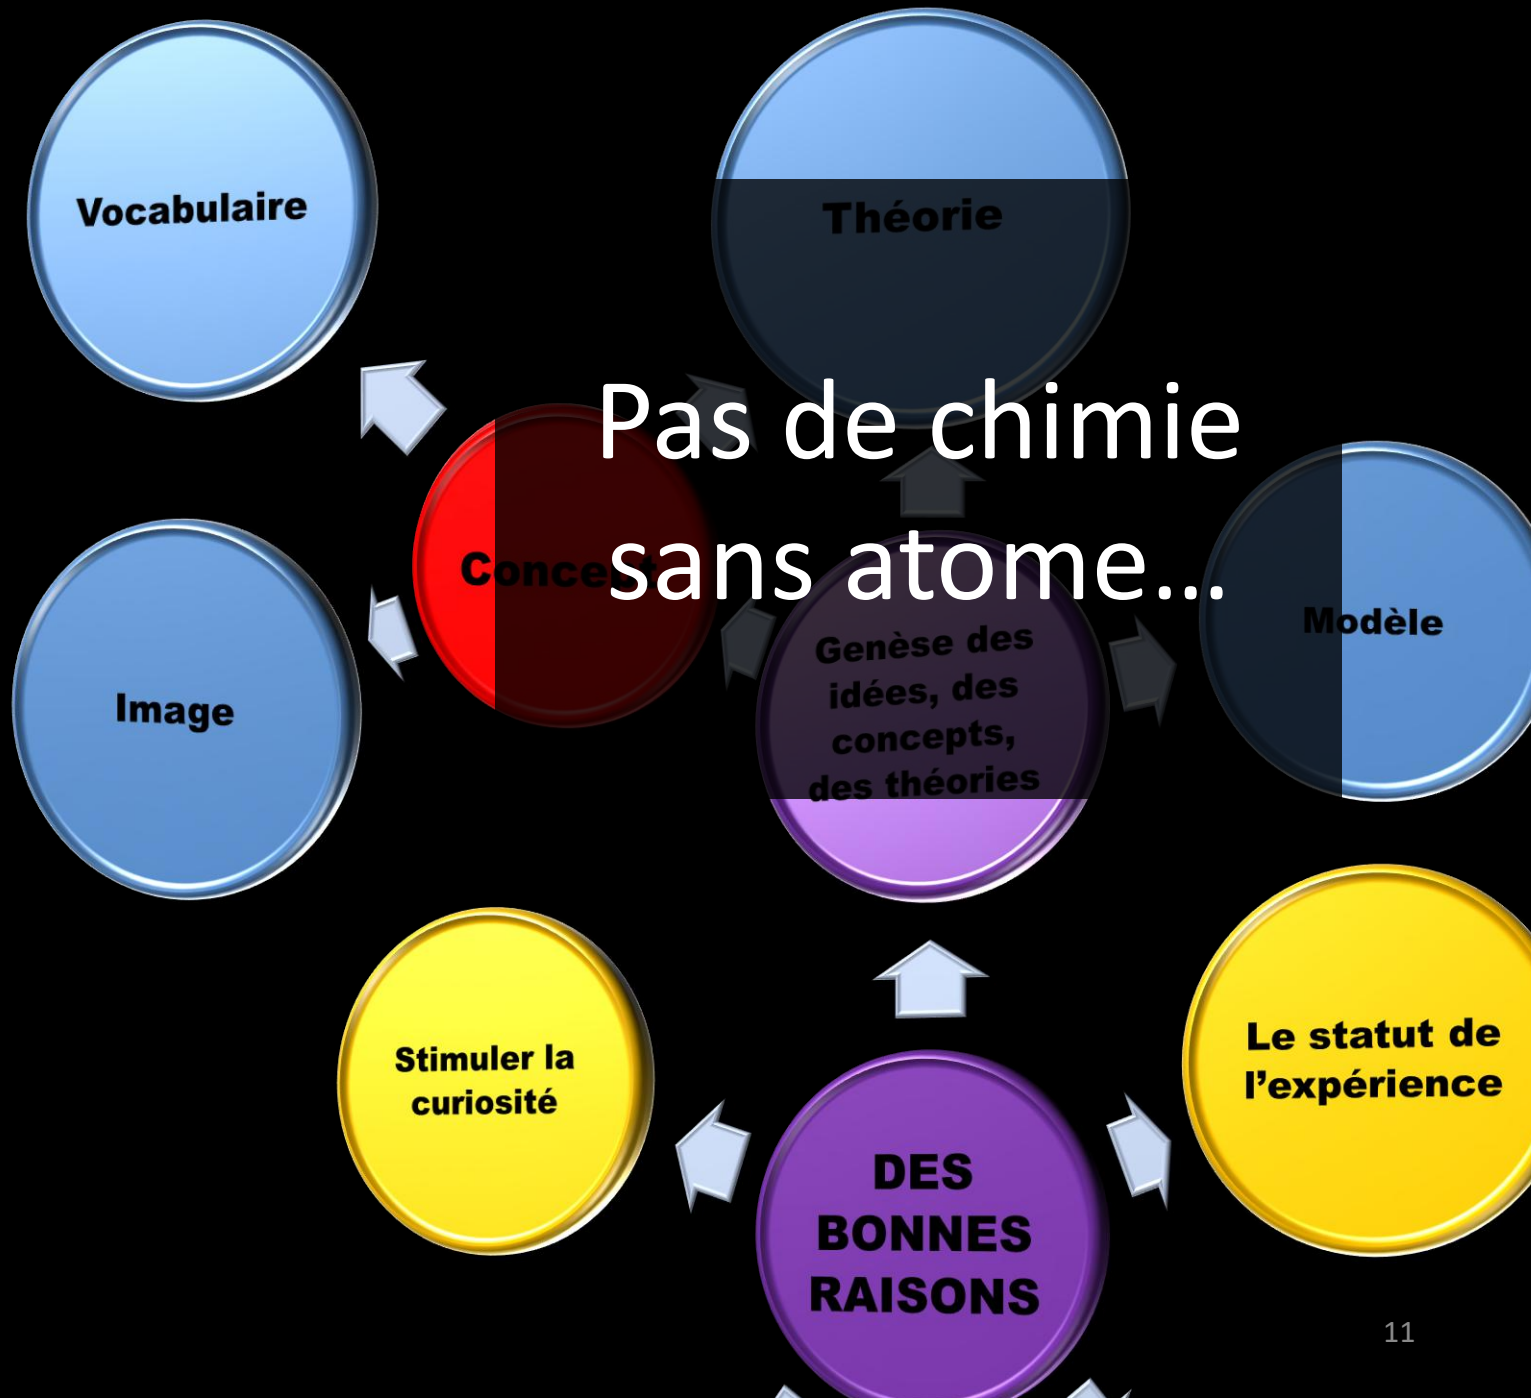 Vocabulaire
Théorie
Pas de chimie
sans atome...
Concept
Modèle
Genèse des
idées, des
concepts,
des théories
Image
Stimuler la
curiosité
Le statut de
l’expérience
DES
BONNES
RAISONS
11